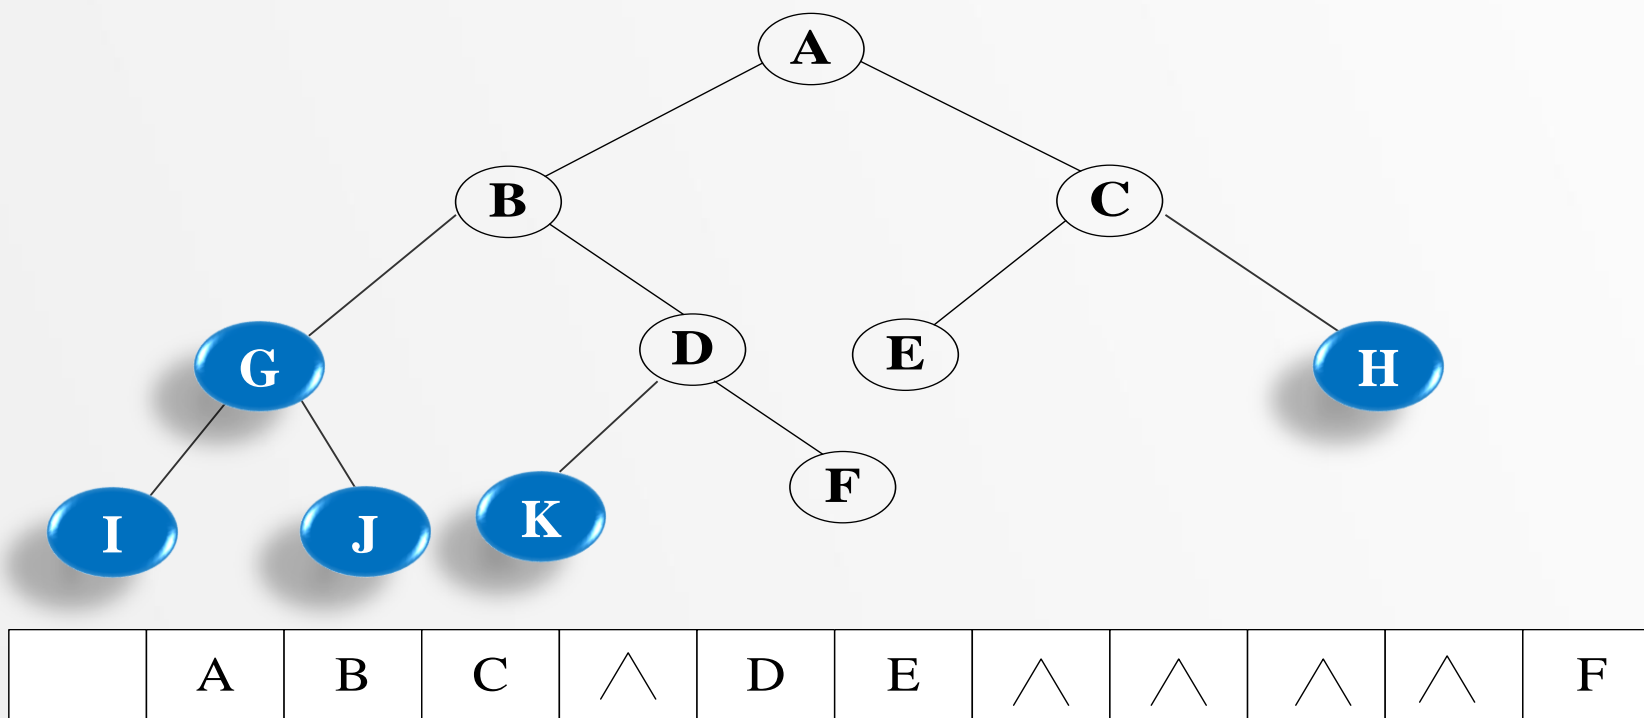 A
B C
G D E H
I J K F
A B C ∧ D E ∧ ∧ ∧ ∧ F